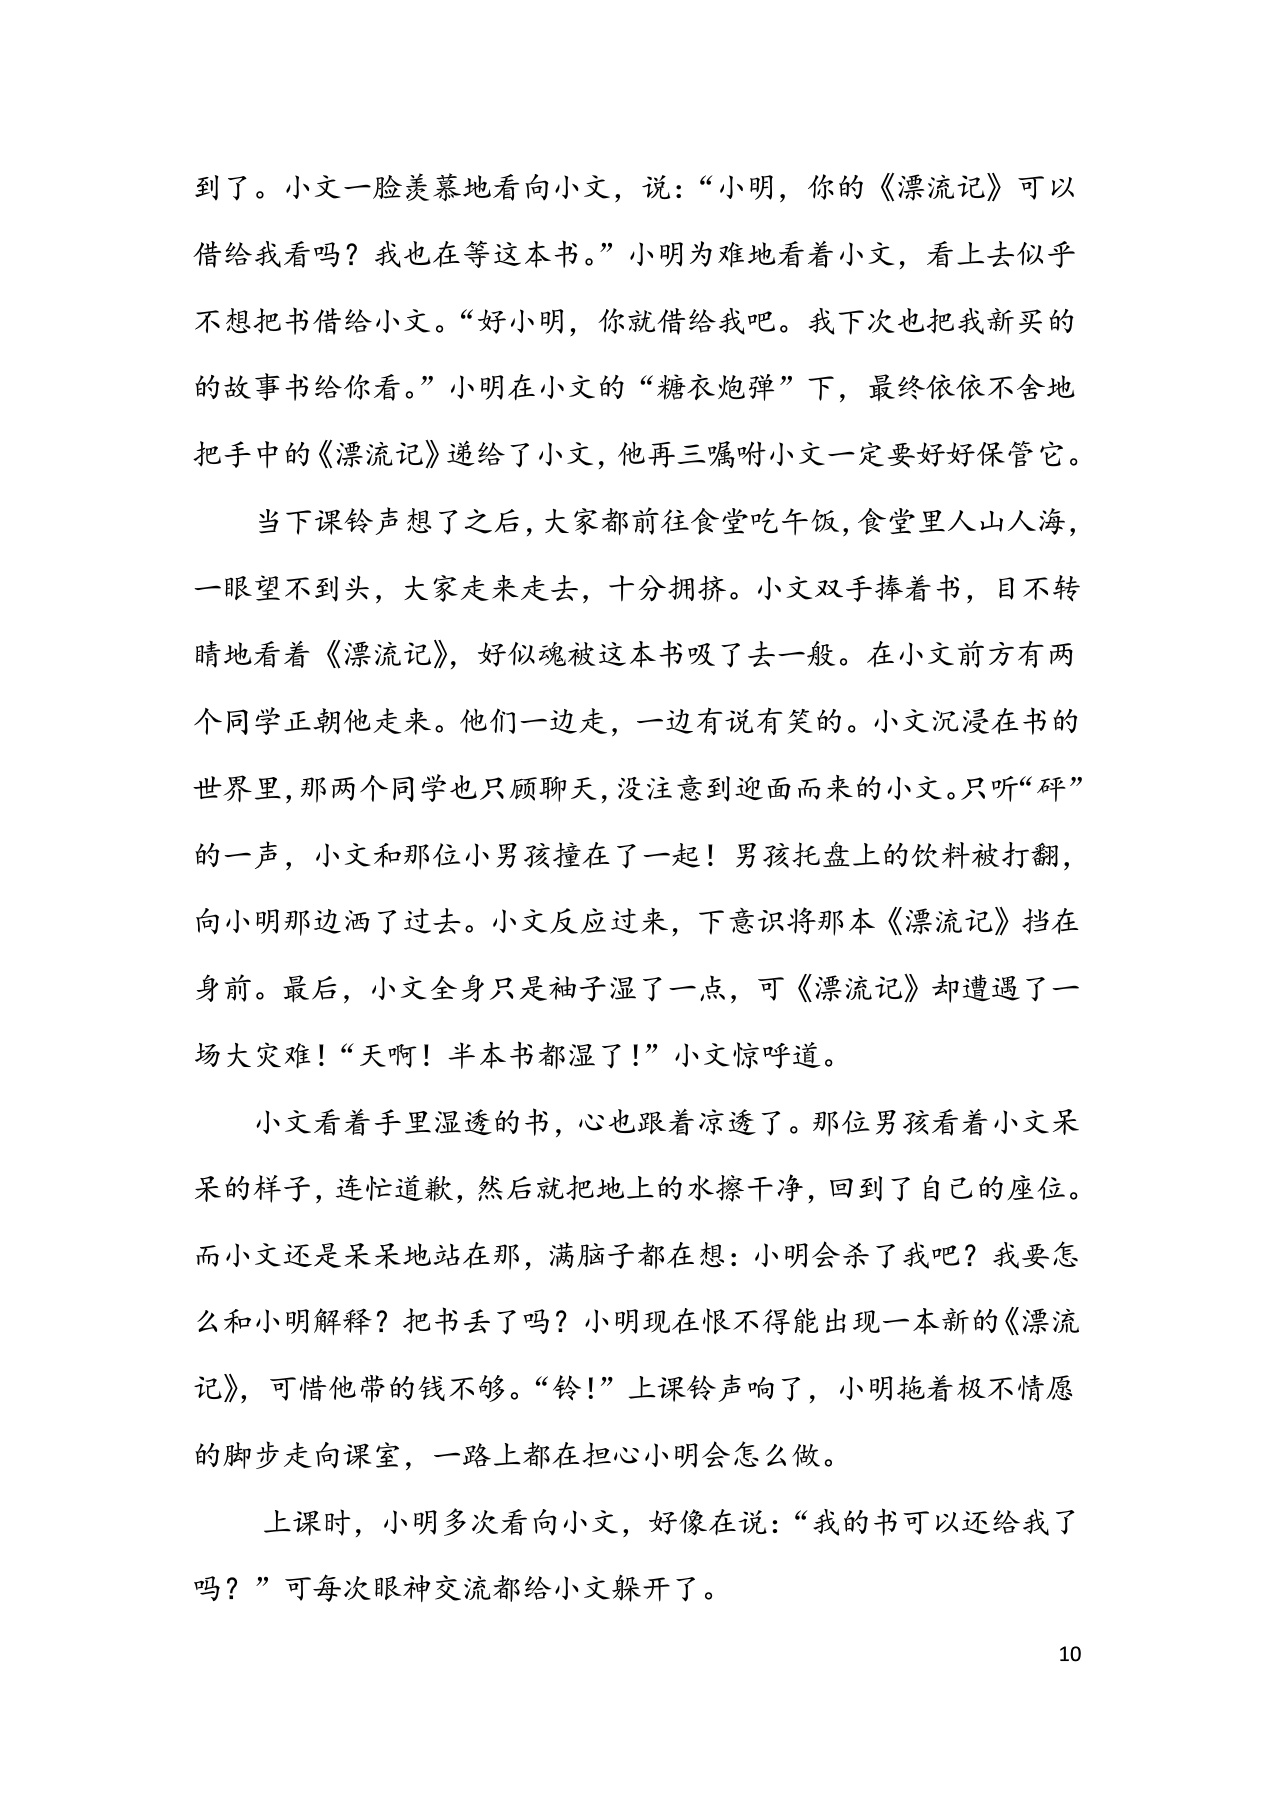 到了。小文一脸羡慕地看向小文，说：“小明，你的《漂流记》可以
借给我看吗？我也在等这本书。”小明为难地看着小文，看上去似乎
不想把书借给小文。“好小明，你就借给我吧。我下次也把我新买的
的故事书给你看。”小明在小文的“糖衣炮弹”下，最终依依不舍地
把手中的《漂流记》递给了小文，他再三嘱咐小文一定要好好保管它。
当下课铃声想了之后，大家都前往食堂吃午饭，食堂里人山人海，
一眼望不到头，大家走来走去，十分拥挤。小文双手捧着书，目不转
睛地看着《漂流记》，好似魂被这本书吸了去一般。在小文前方有两
个同学正朝他走来。他们一边走，一边有说有笑的。小文沉浸在书的
世界里，那两个同学也只顾聊天，没注意到迎面而来的小文。只听“砰”
的一声，小文和那位小男孩撞在了一起！男孩托盘上的饮料被打翻，
向小明那边洒了过去。小文反应过来，下意识将那本《漂流记》挡在
身前。最后，小文全身只是袖子湿了一点，可《漂流记》却遭遇了一
场大灾难！“天啊！半本书都湿了！”小文惊呼道。
小文看着手里湿透的书，心也跟着凉透了。那位男孩看着小文呆
呆的样子，连忙道歉，然后就把地上的水擦干净，回到了自己的座位。
而小文还是呆呆地站在那，满脑子都在想：小明会杀了我吧？我要怎
么和小明解释？把书丢了吗？小明现在恨不得能出现一本新的《漂流
记》，可惜他带的钱不够。“铃！”上课铃声响了，小明拖着极不情愿
的脚步走向课室，一路上都在担心小明会怎么做。
上课时，小明多次看向小文，好像在说：“我的书可以还给我了
吗？”可每次眼神交流都给小文躲开了。
10